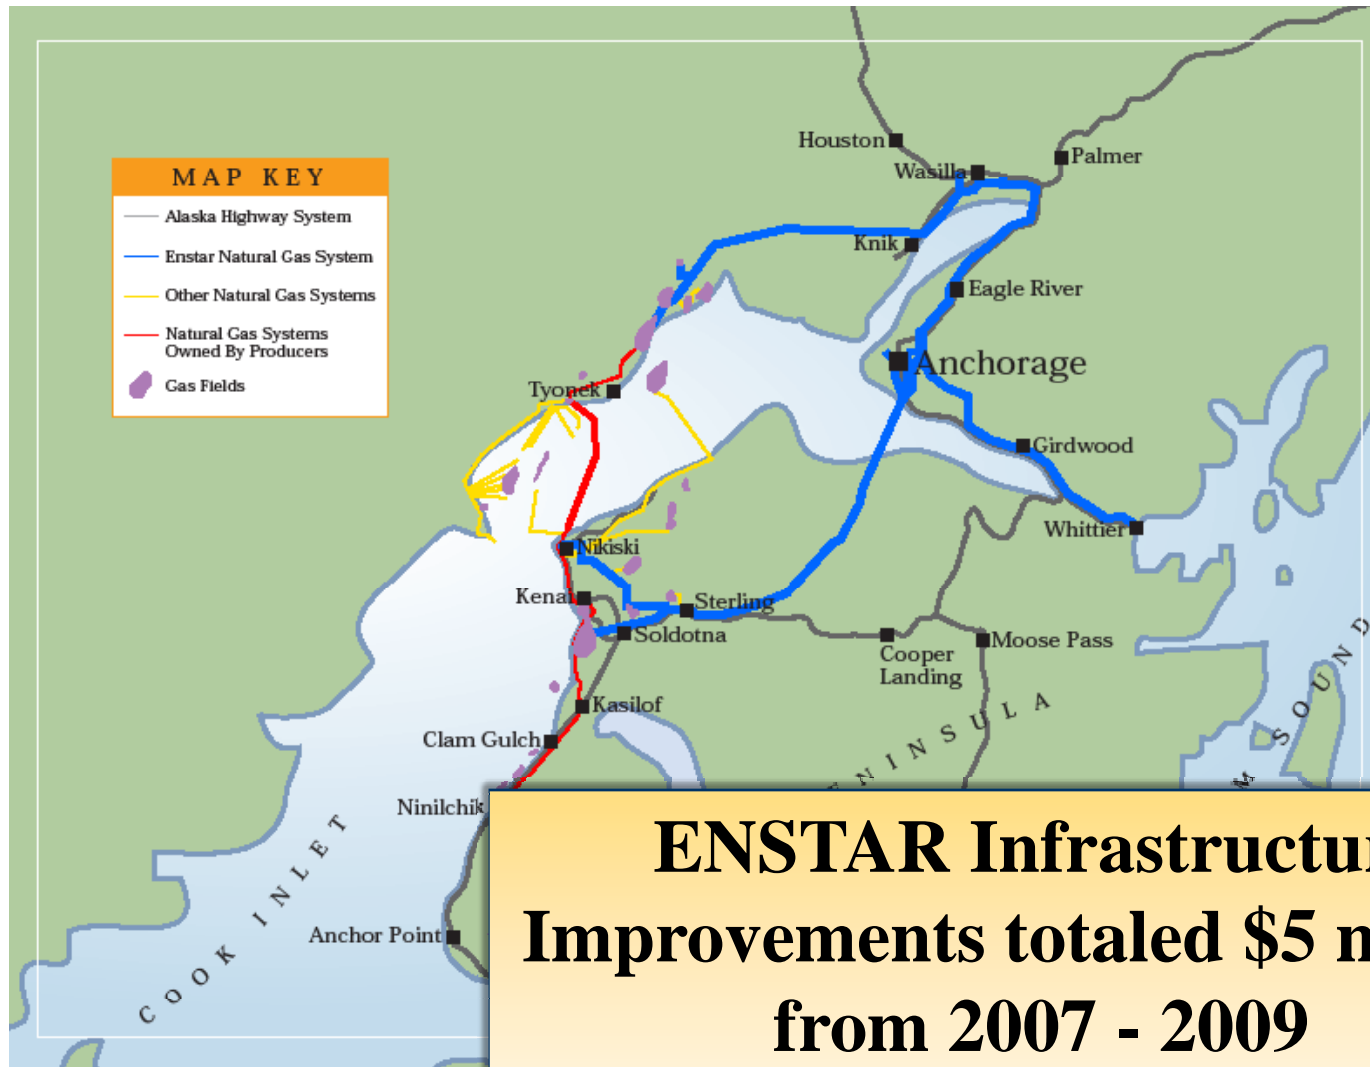 Houston
Palmer
Wasilla
MAP KEY
Alaska Highway System
Enstar Natural Gas System
Other Natural Gas Systems
Natural Gas Systems
Owned By Producers
Gas Fields
Knik
Eagle River
Anchorage
Tyonek
Girdwood
Whittier
Nikiski
Kenai
Sterling
Soldotna
Cooper
Landing
Moose Pass
Kasilof
Clam Gulch
Ninilchik
NINSULA
M SOUND
COOK INLET
Anchor Point
ENSTAR Infrastructu
Improvements totaled $5 m
from 2007 - 2009